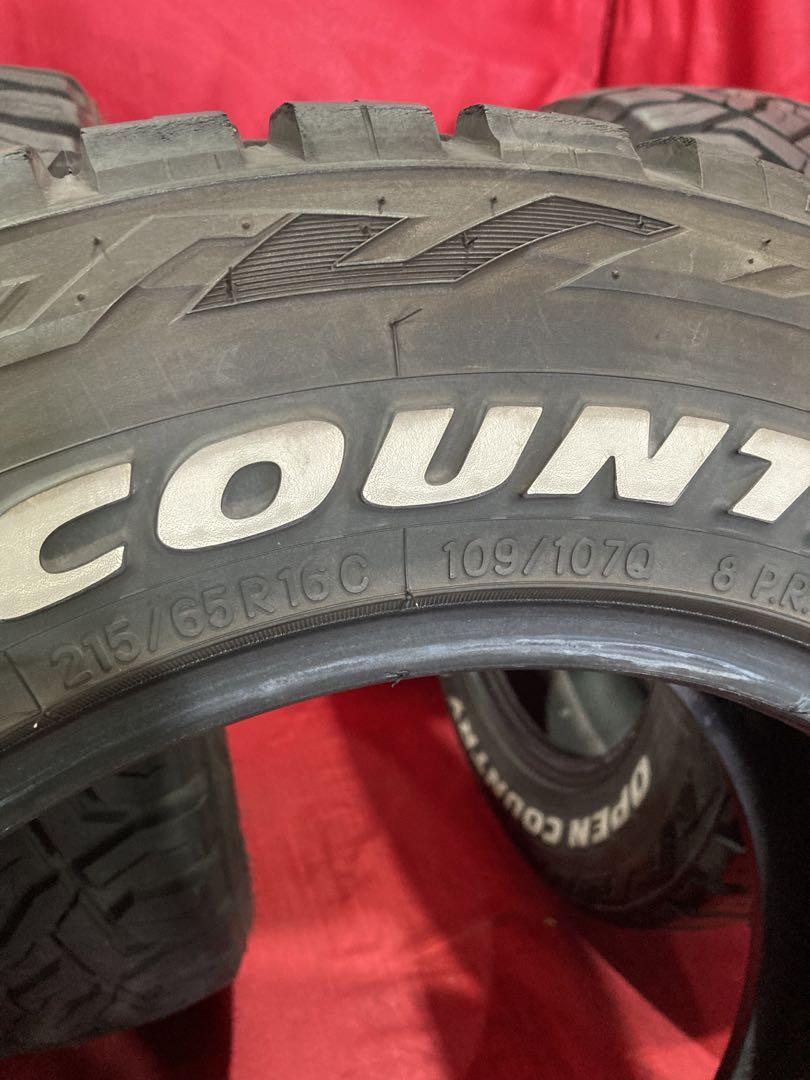 COUNT
215/65R16C 109/107Q 8 P.R
OPEN COUNTRY